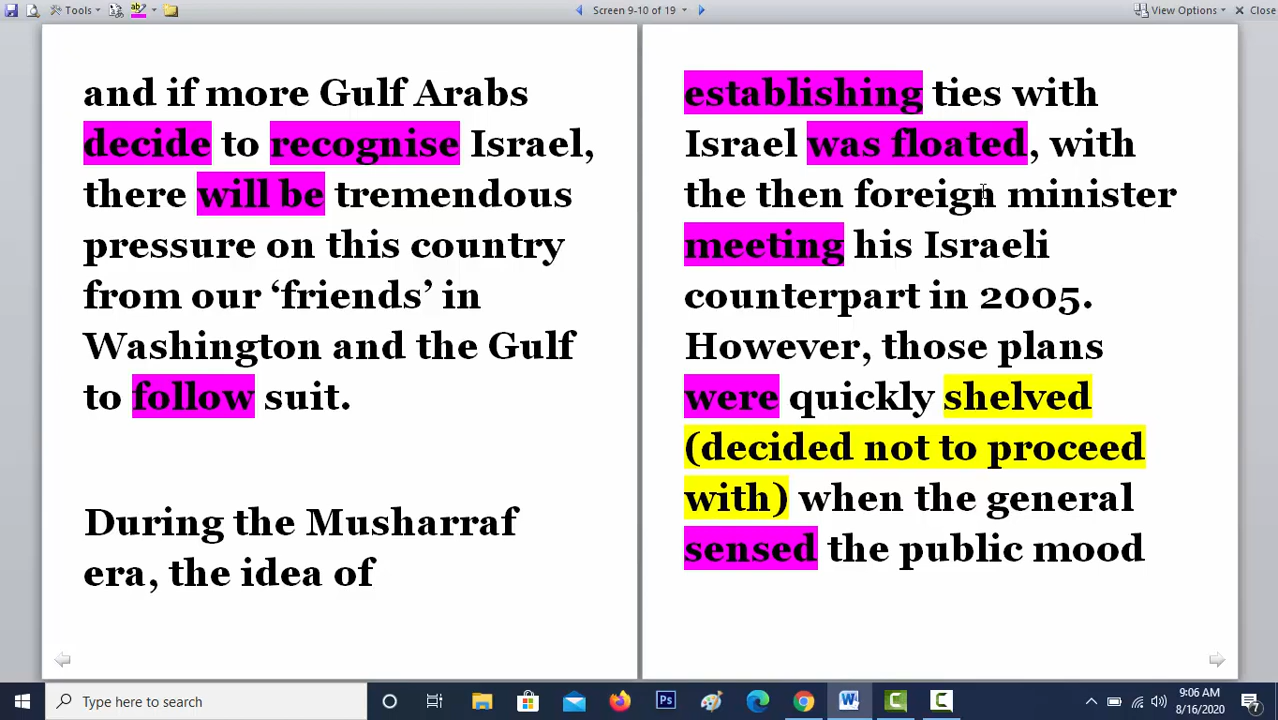 Tools
Screen 9-10 of 19
View Options
Close
and if more Gulf Arabs
decide to recognise Israel,
there will be tremendous
pressure on this country
from our ‘friends’ in
Washington and the Gulf
to follow suit.
During the Musharraf
era, the idea of
establishing ties with
Israel was floated, with
the then foreign minister
meeting his Israeli
counterpart in 2005.
However, those plans
were quickly shelved
(decided not to proceed
with) when the general
sensed the public mood
Type here to search
9:06 AM
8/16/2020